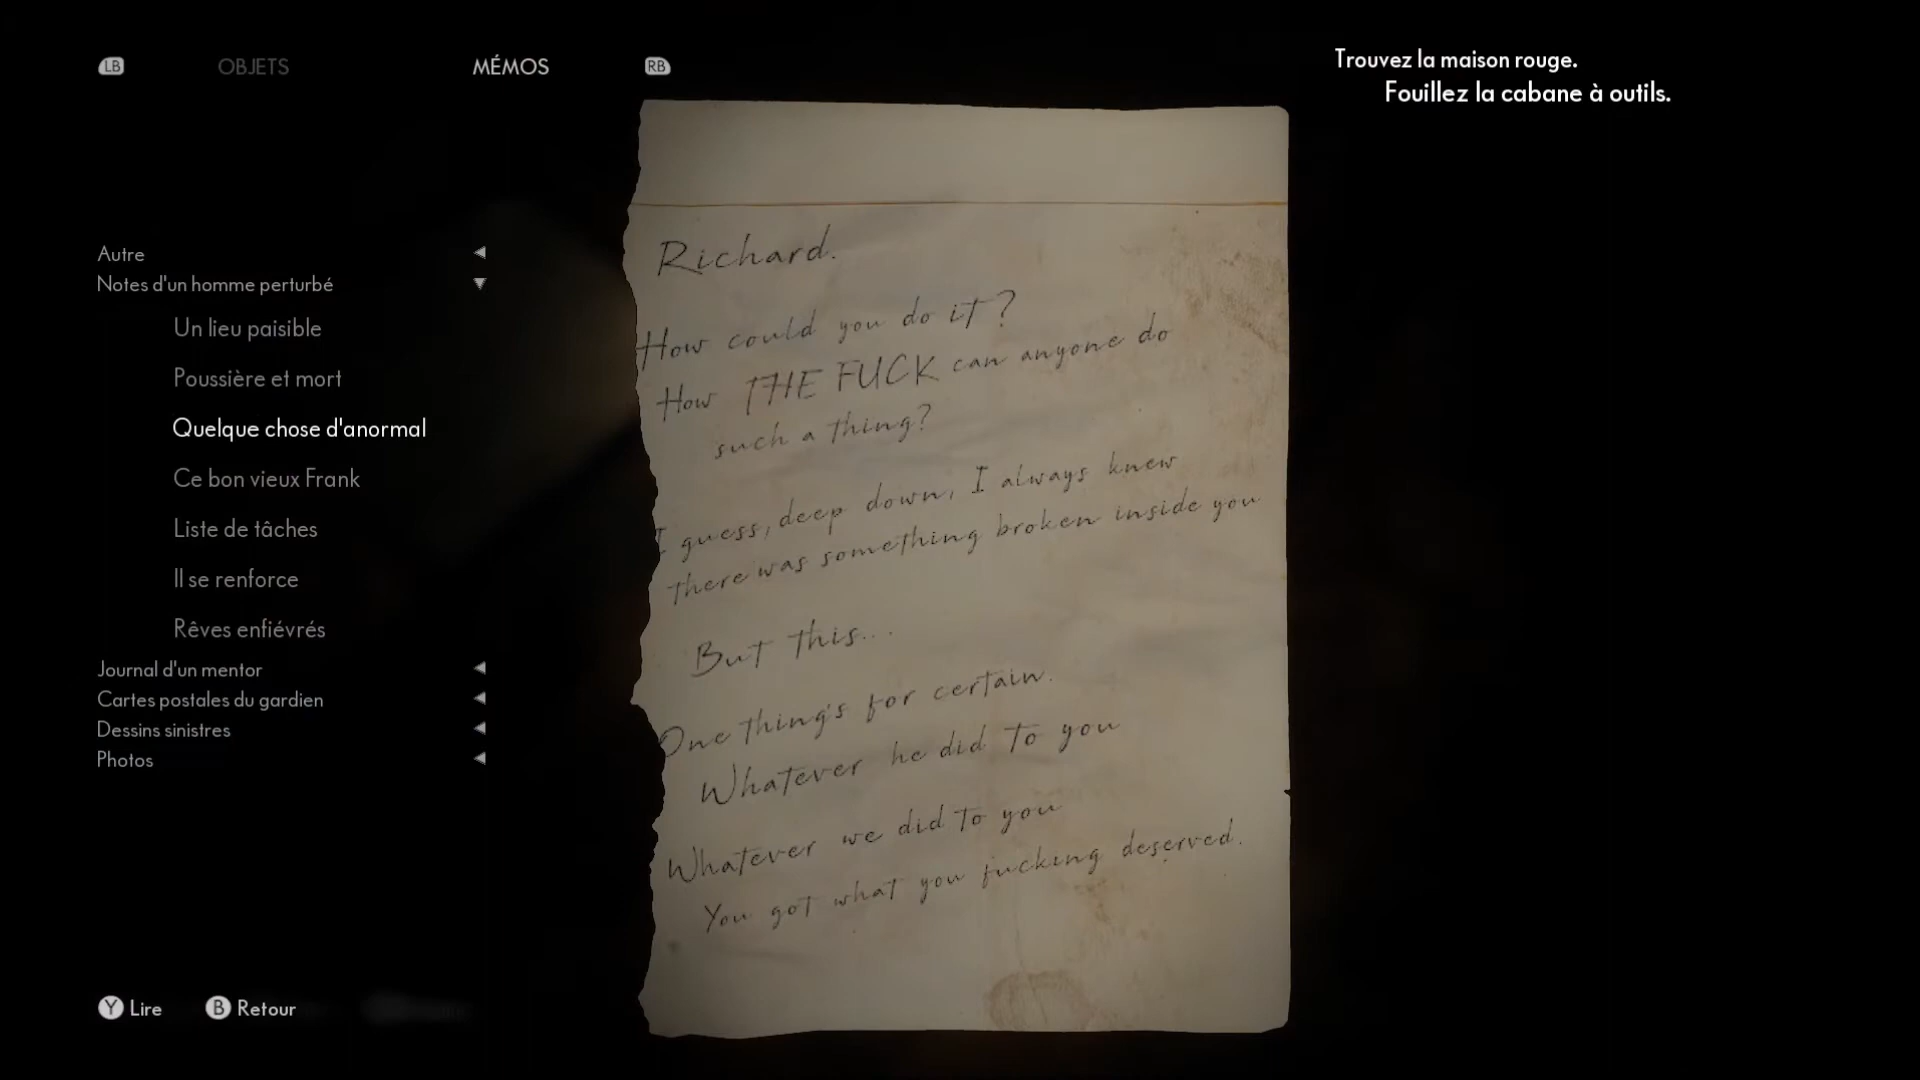 LB
OBJETS
MÉMOS
RB
Trouvez la maison rouge.
Fouillez la cabane à outils.
Autre
Notes d'un homme perturbé
Un lieu paisible
Poussière et mort
Quelque chose d'anormal
Ce bon vieux Frank
Liste de tâches
Il se renforce
Rêves enfiévrés
Journal d'un mentor
Cartes postales du gardien
Dessins sinistres
Photos
Richard.
How could you do it?
How THE FUCK can anyone do
such a thing?
I guess, deep down, I always knew
there was something broken inside you
But this...
One thing's for certain.
Whatever he did to you
Whatever we did to you
You got what you fucking deserved.
Y Lire
B Retour